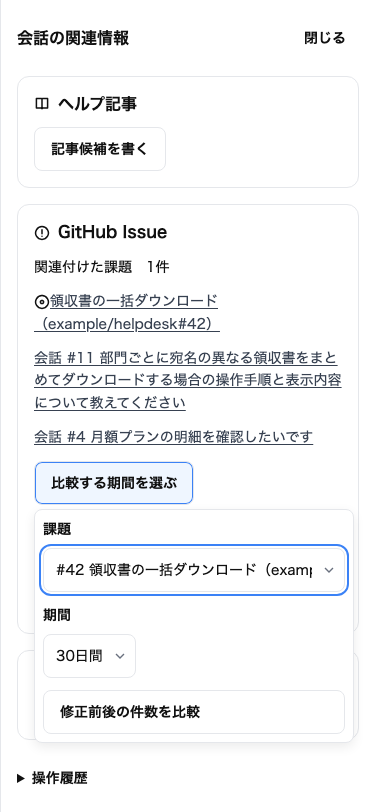 会話の関連情報
閉じる
ヘルプ記事
記事候補を書く
GitHub Issue
関連付けた課題 1件
領収書の一括ダウンロード
（example/helpdesk#42）
会話 #11 部門ごとに宛名の異なる領収書をまと
めてダウンロードする場合の操作手順と表示内容
について教えてください
会話 #4 月額プランの明細を確認したいです
比較する期間を選ぶ
課題
#42 領収書の一括ダウンロード（examp
期間
30日間
修正前後の件数を比較
操作履歴